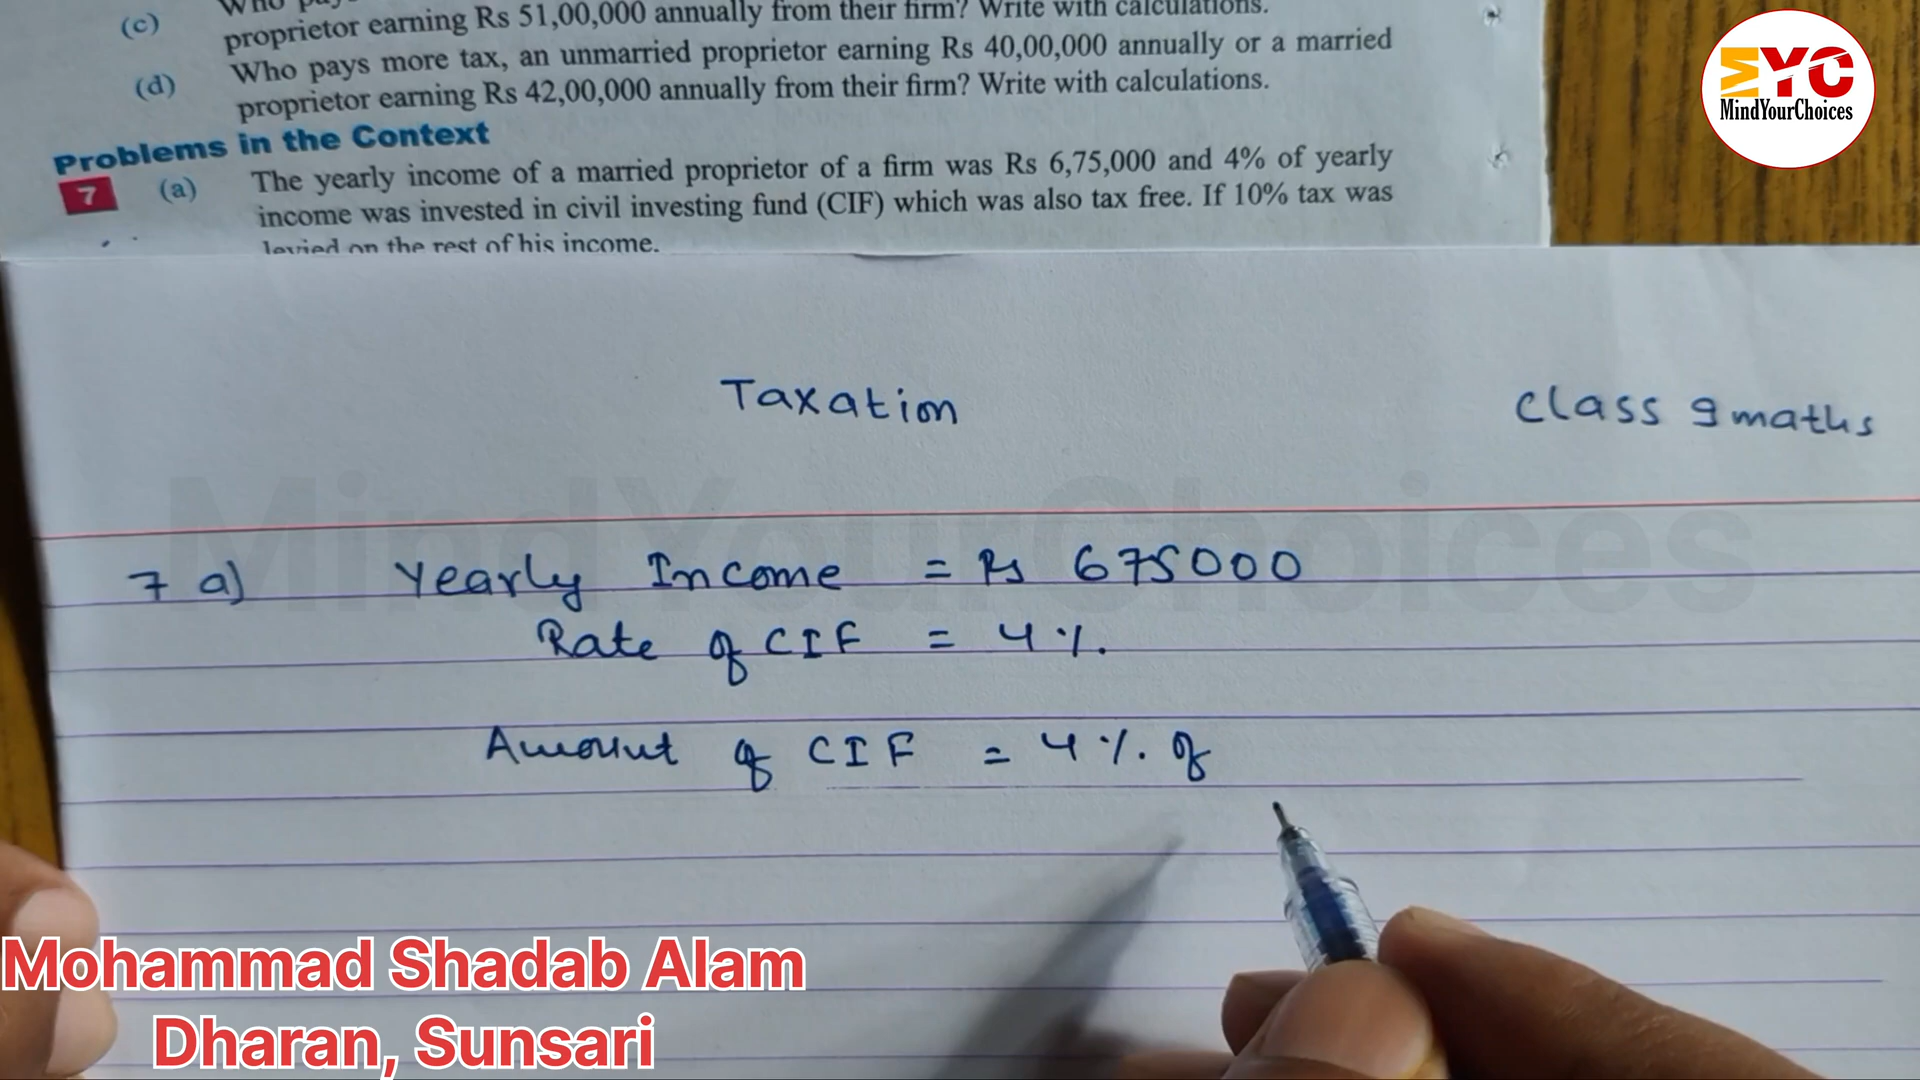 (c) Who pay
proprietor earning Rs 51,00,000 annually from their firm? Write with calculations.
(d) Who pays more tax, an unmarried proprietor earning Rs 40,00,000 annually or a married
proprietor earning Rs 42,00,000 annually from their firm? Write with calculations.
Problems in the Context
7 (a) The yearly income of a married proprietor of a firm was Rs 6,75,000 and 4% of yearly
income was invested in civil investing fund (CIF) which was also tax free. If 10% tax was
levied on the rest of his income.
MYC
MindYourChoices
Taxation
Class 9 maths
MindYourChoices
7 a) Yearly Income = Rs 675000
Rate of CIF = 4%.
Amount of CIF = 4%. of
Mohammad Shadab Alam
Dharan, Sunsari